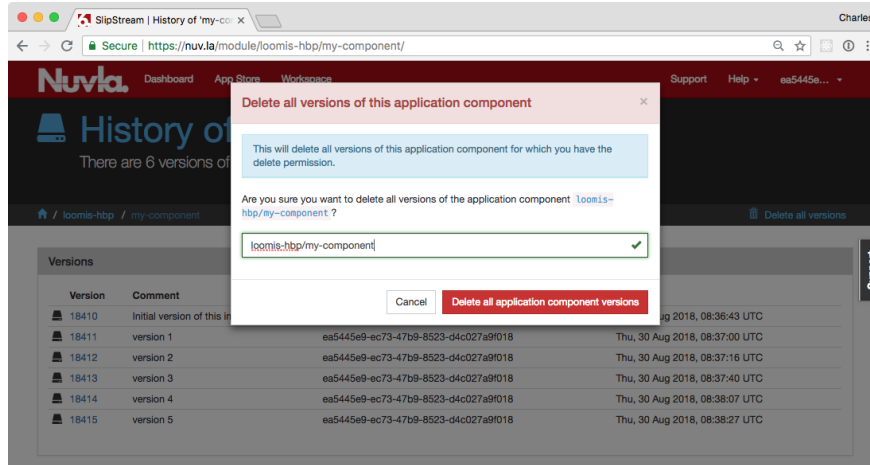 SlipStream | History of 'my-co
Charles
Secure | https://nuv.la/module/loomis-hbp/my-component/
Nuvla.
Dashboard App Store Workspace Support Help ea5445e...
Delete all versions of this application component ×
History of
There are 6 versions of
This will delete all versions of this application component for which you have the
delete permission.
Are you sure you want to delete all versions of the application component loomis-
hbp/my-component ?
/ loomis-hbp / my-component Delete all versions
loomis-hbp/my-component
Versions
Cancel Delete all application component versions
Version Comment
18410 Initial version of this in ug 2018, 08:36:43 UTC
18411 version 1 ea5445e9-ec73-47b9-8523-d4c027a9f018 Thu, 30 Aug 2018, 08:37:00 UTC
18412 version 2 ea5445e9-ec73-47b9-8523-d4c027a9f018 Thu, 30 Aug 2018, 08:37:16 UTC
18413 version 3 ea5445e9-ec73-47b9-8523-d4c027a9f018 Thu, 30 Aug 2018, 08:37:40 UTC
18414 version 4 ea5445e9-ec73-47b9-8523-d4c027a9f018 Thu, 30 Aug 2018, 08:38:07 UTC
18415 version 5 ea5445e9-ec73-47b9-8523-d4c027a9f018 Thu, 30 Aug 2018, 08:38:27 UTC